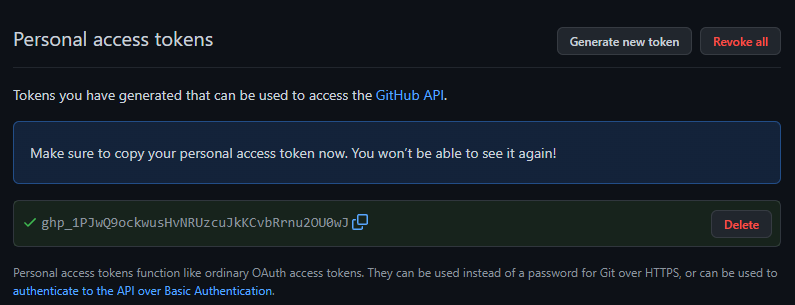 Personal access tokens
Generate new token
Revoke all
Tokens you have generated that can be used to access the GitHub API.
Make sure to copy your personal access token now. You won’t be able to see it again!
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
Delete
Personal access tokens function like ordinary OAuth access tokens. They can be used instead of a password for Git over HTTPS, or can be used to
authenticate to the API over Basic Authentication.